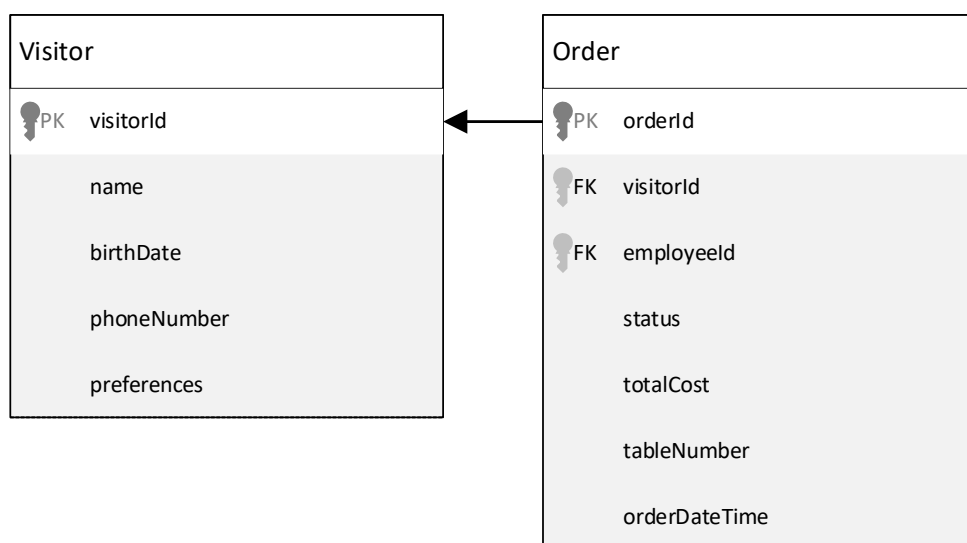 Visitor
PK visitorId
name
birthDate
phoneNumber
preferences
Order
PK orderId
FK visitorId
FK employeeId
status
totalCost
tableNumber
orderDateTime